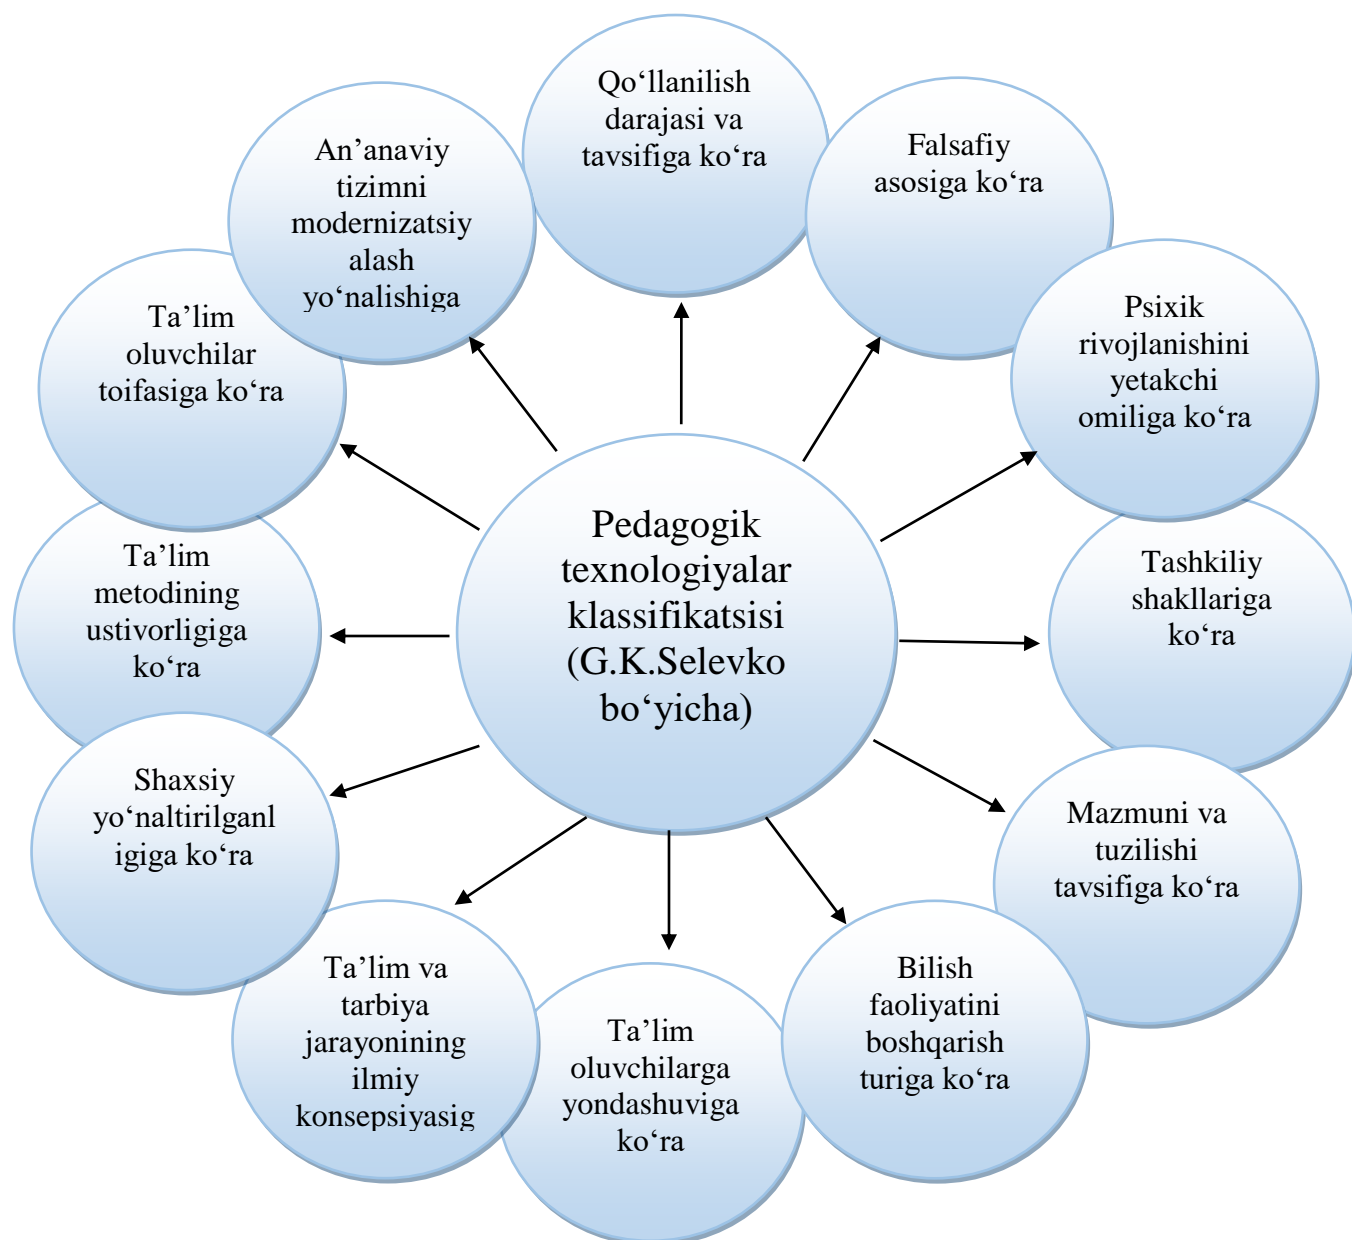 Qo‘llanilish
darajasi va
tavsifiga ko‘ra
Falsafiy
asosiga ko‘ra
Psixik
rivojlanishini
yetakchi
omiliga ko‘ra
Tashkiliy
shakllariga
ko‘ra
Mazmuni va
tuzilishi
tavsifiga ko‘ra
Bilish
faoliyatini
boshqarish
turiga ko‘ra
Ta’lim
oluvchilarga
yondashuviga
ko‘ra
Ta’lim va
tarbiya
jarayonining
ilmiy
konsepsiyasig
Shaxsiy
yo‘naltirilganl
igiga ko‘ra
Ta’lim
metodining
ustivorligiga
ko‘ra
Ta’lim
oluvchilar
toifasiga ko‘ra
An’anaviy
tizimni
modernizatsiy
alash
yo‘nalishiga
Pedagogik
texnologiyalar
klassifikatsisi
(G.K.Selevko
bo‘yicha)